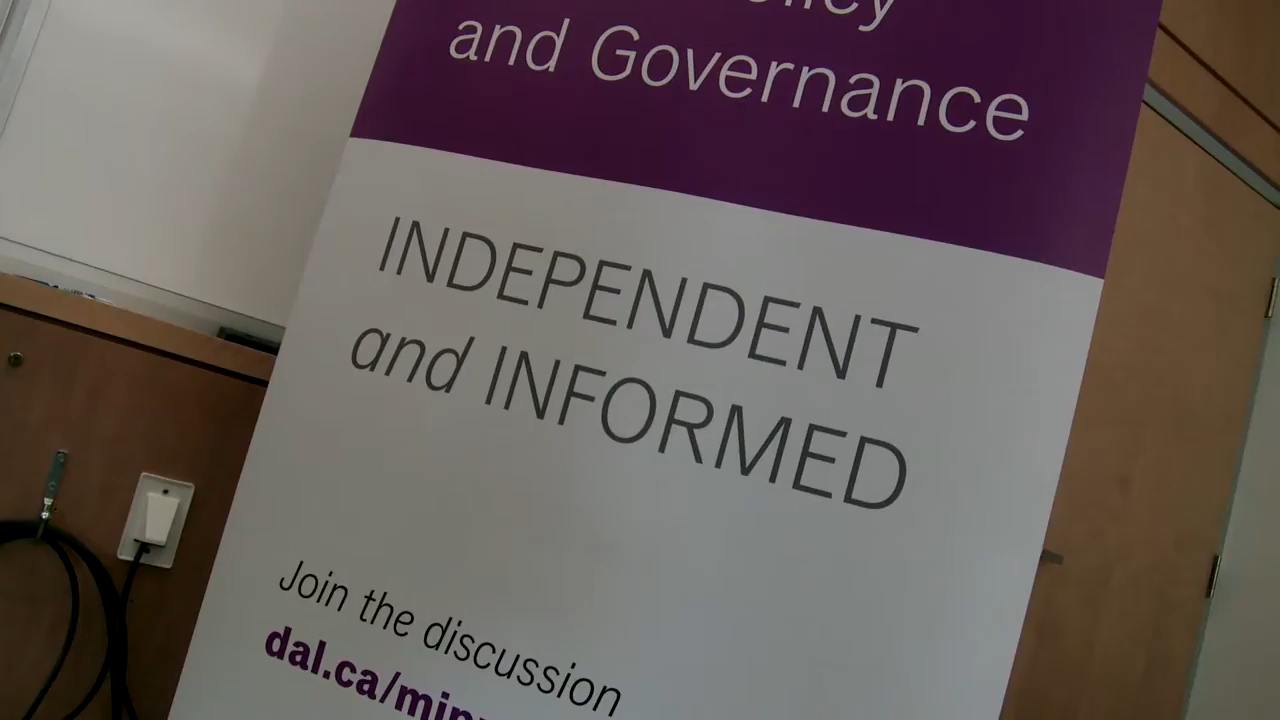 and Governance
INDEPENDENT
and INFORMED
Join the discussion